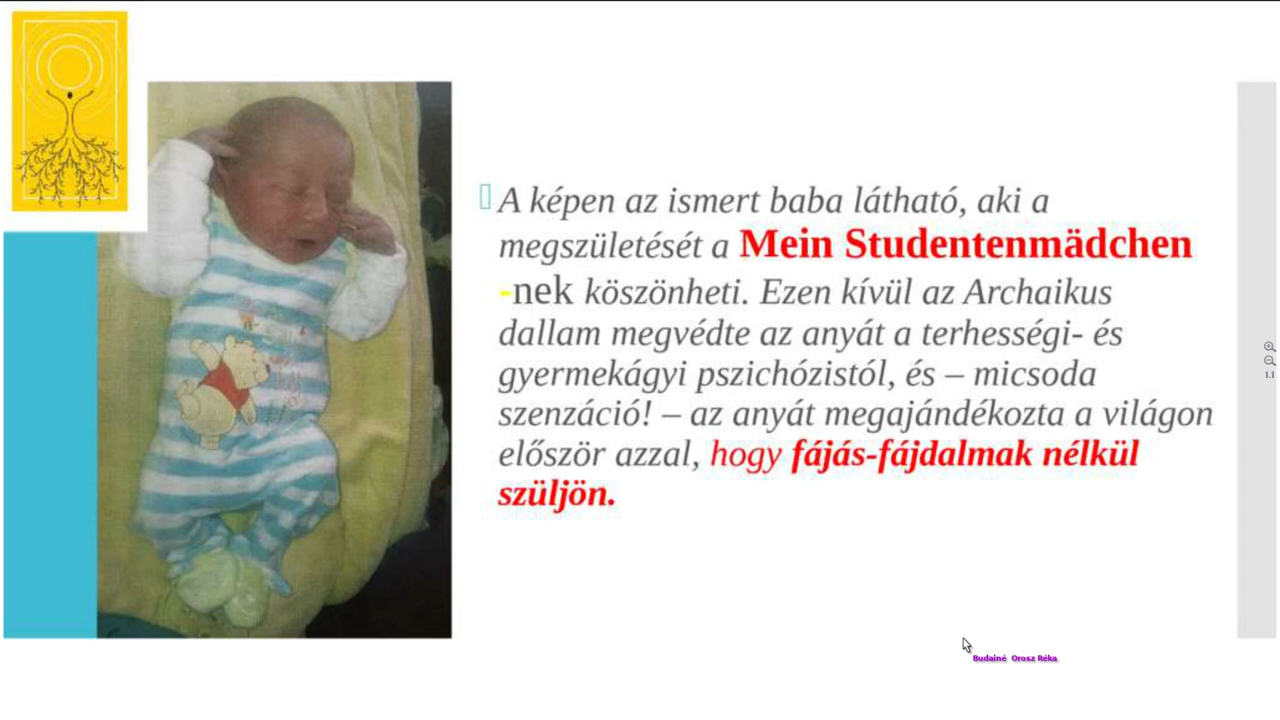 A képen az ismert baba látható, aki a
megszületését a Mein Studentenmädchen
-nek köszönheti. Ezen kívül az Archaikus
dallam megvédte az anyát a terhességi- és
gyermekágyi pszichózistól, és – micsoda
szenzáció! – az anyát megajándékozta a világon
először azzal, hogy fájás-fájdalmak nélkül
szüljön.
1.1
Budainé Orosz Réka